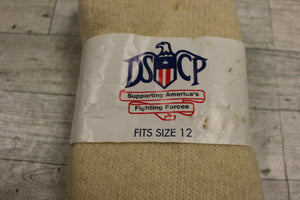 DSCP
Supporting America's
Fighting Forces
FITS SIZE 12